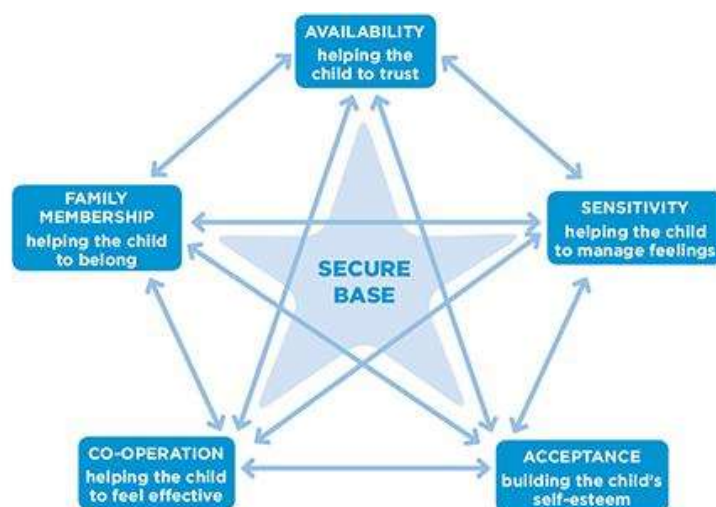 AVAILABILITY
helping the
child to trust
FAMILY
MEMBERSHIP
helping the child
to belong
SENSITIVITY
helping the child
to manage feelings
SECURE
BASE
CO-OPERATION
helping the child
to feel effective
ACCEPTANCE
building the child's
self-esteem